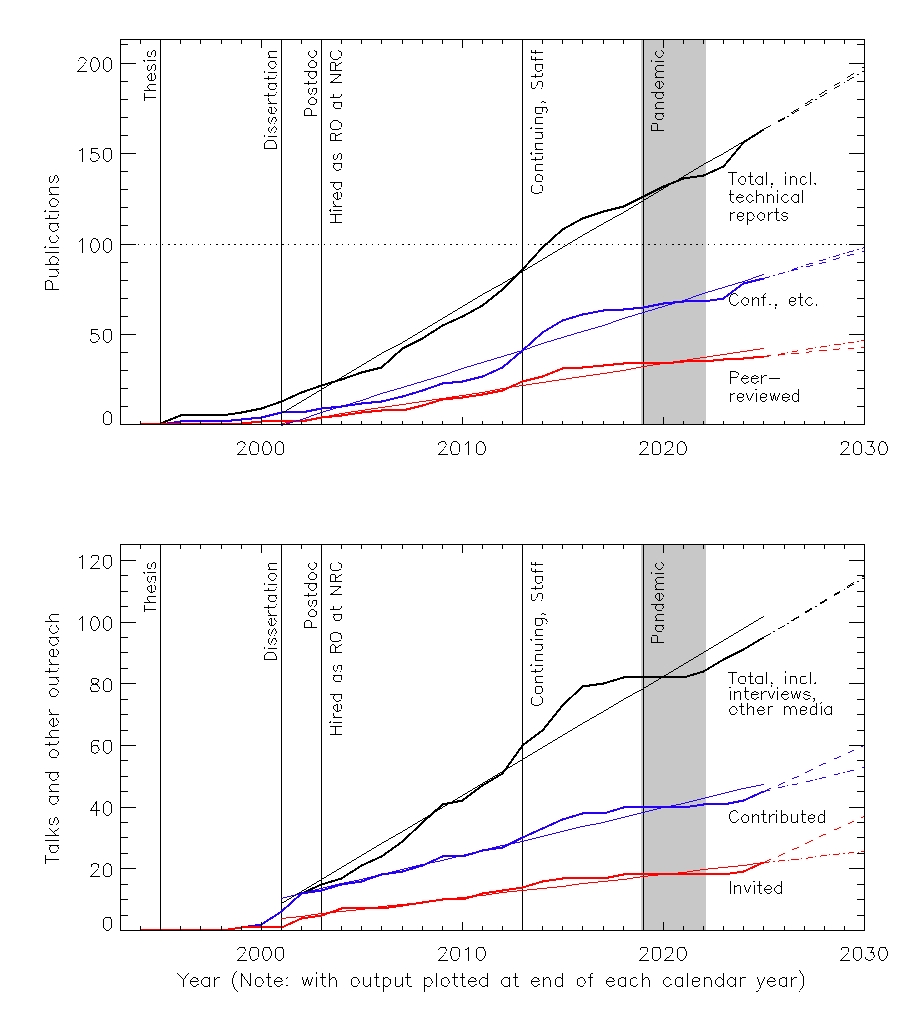 200
150
100
50
0
Publications
Thesis
Dissertation
Postdoc
Hired as RO at NRC
Continuing, Staff
Pandemic
Total, incl.
technical
reports
Conf., etc.
Peer–
reviewed
2000 2010 2020 2030
120
100
80
60
40
20
0
Talks and other outreach
Thesis
Dissertation
Postdoc
Hired as RO at NRC
Continuing, Staff
Pandemic
Total, incl.
interviews,
other media
Contributed
Invited
2000 2010 2020 2030
Year (Note: with output plotted at end of each calendar year)